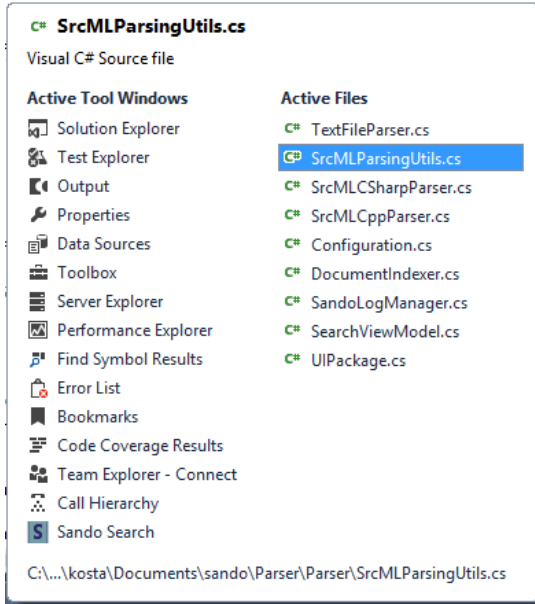 C# SrcMLParsingUtils.cs
Visual C# Source file
Active Tool Windows
Solution Explorer
Test Explorer
Output
Properties
Data Sources
Toolbox
Server Explorer
Performance Explorer
Find Symbol Results
Error List
Bookmarks
Code Coverage Results
Team Explorer - Connect
Call Hierarchy
S Sando Search
Active Files
C# TextFileParser.cs
C# SrcMLParsingUtils.cs
C# SrcMLCSharpParser.cs
C# SrcMLCppParser.cs
C# Configuration.cs
C# DocumentIndexer.cs
C# SandoLogManager.cs
C# SearchViewModel.cs
C# UIPackage.cs
C:\...\kosta\Documents\sando\Parser\Parser\SrcMLParsingUtils.cs